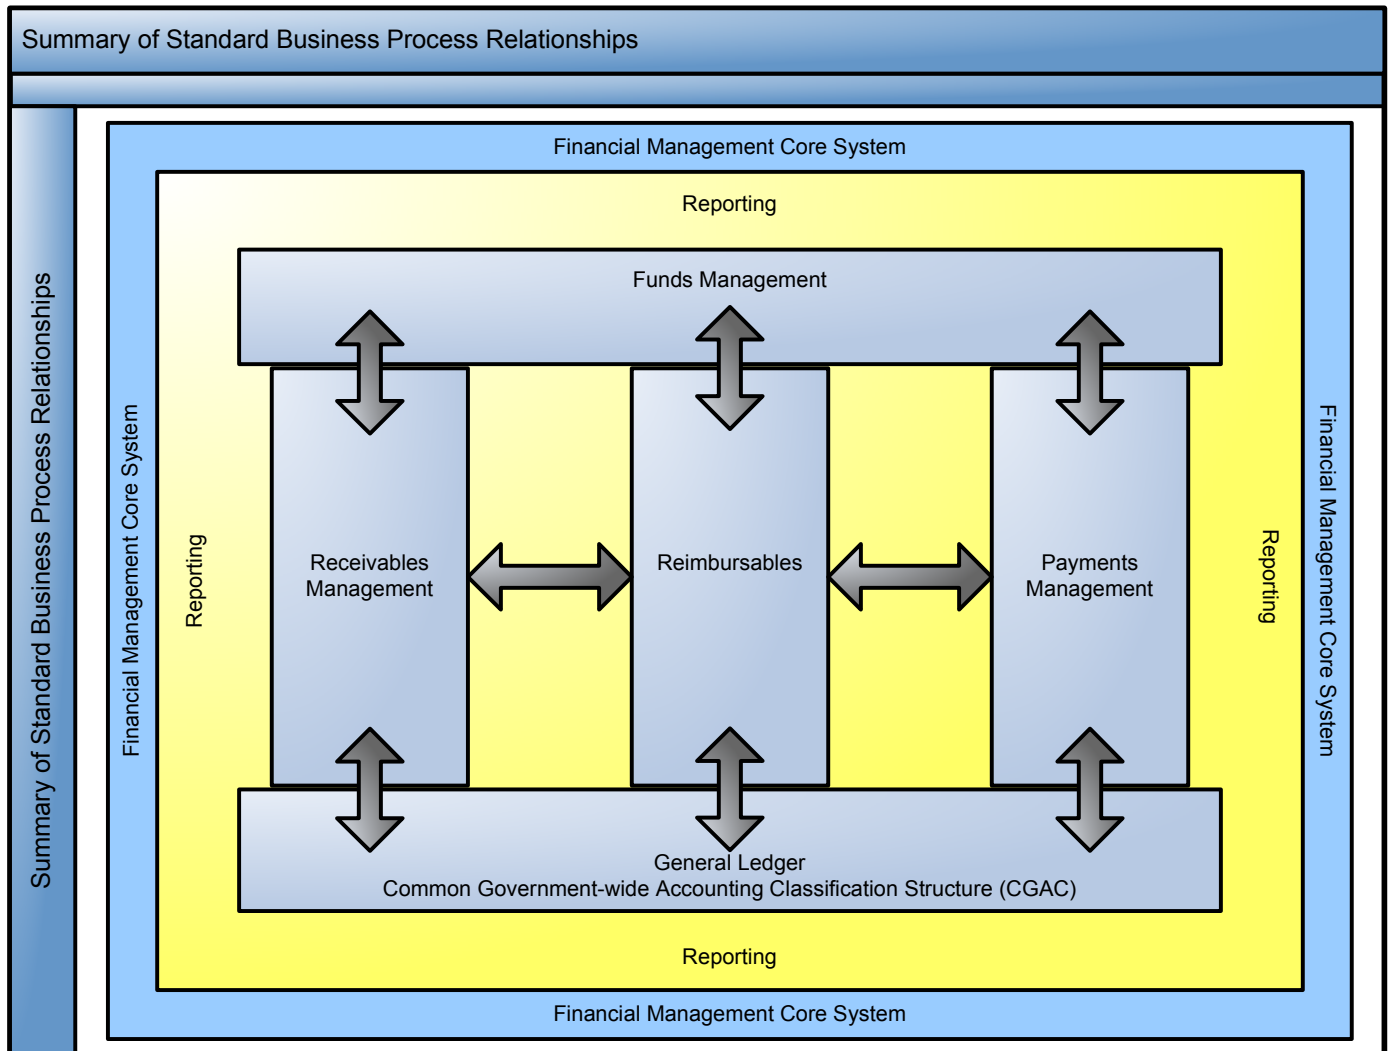 Summary of Standard Business Process Relationships
Summary of Standard Business Process Relationships
Financial Management Core System
Reporting
Funds Management
Financial Management Core System
Reporting
Receivables
Management
Reimbursables
Payments
Management
Reporting
Financial Management Core System
General Ledger
Common Government-wide Accounting Classification Structure (CGAC)
Reporting
Financial Management Core System